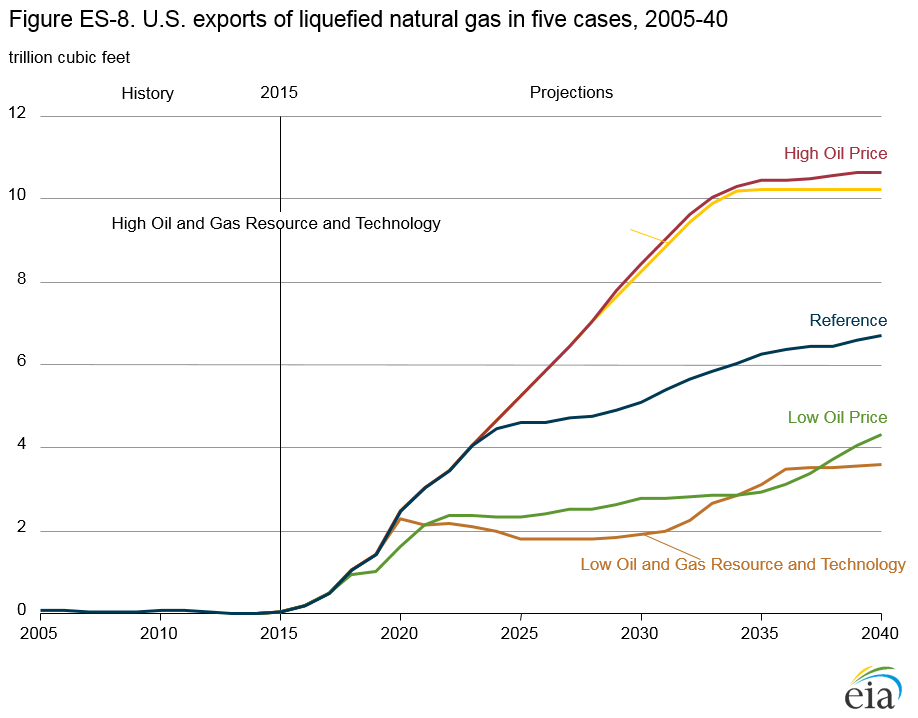 Figure ES-8. U.S. exports of liquefied natural gas in five cases, 2005-40
trillion cubic feet
History 2015 Projections
12
High Oil Price
10
High Oil and Gas Resource and Technology
8
Reference
6
Low Oil Price
4
2
Low Oil and Gas Resource and Technology
0
2005 2010 2015 2020 2025 2030 2035 2040
eia